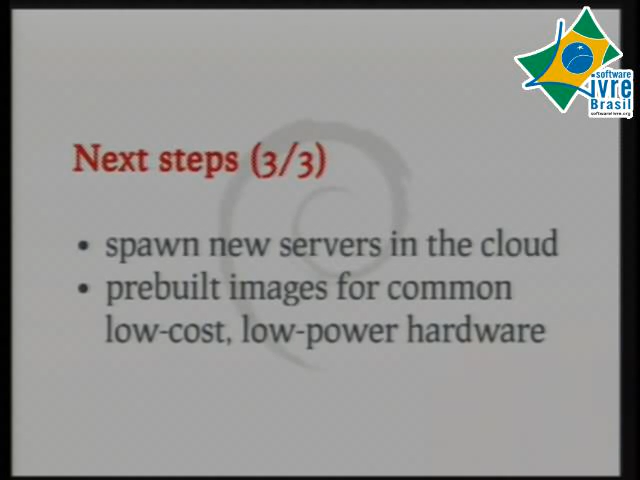 software
livre
Brasil
softwarelivre.org
Next steps (3/3)
• spawn new servers in the cloud
• prebuilt images for common
low-cost, low-power hardware